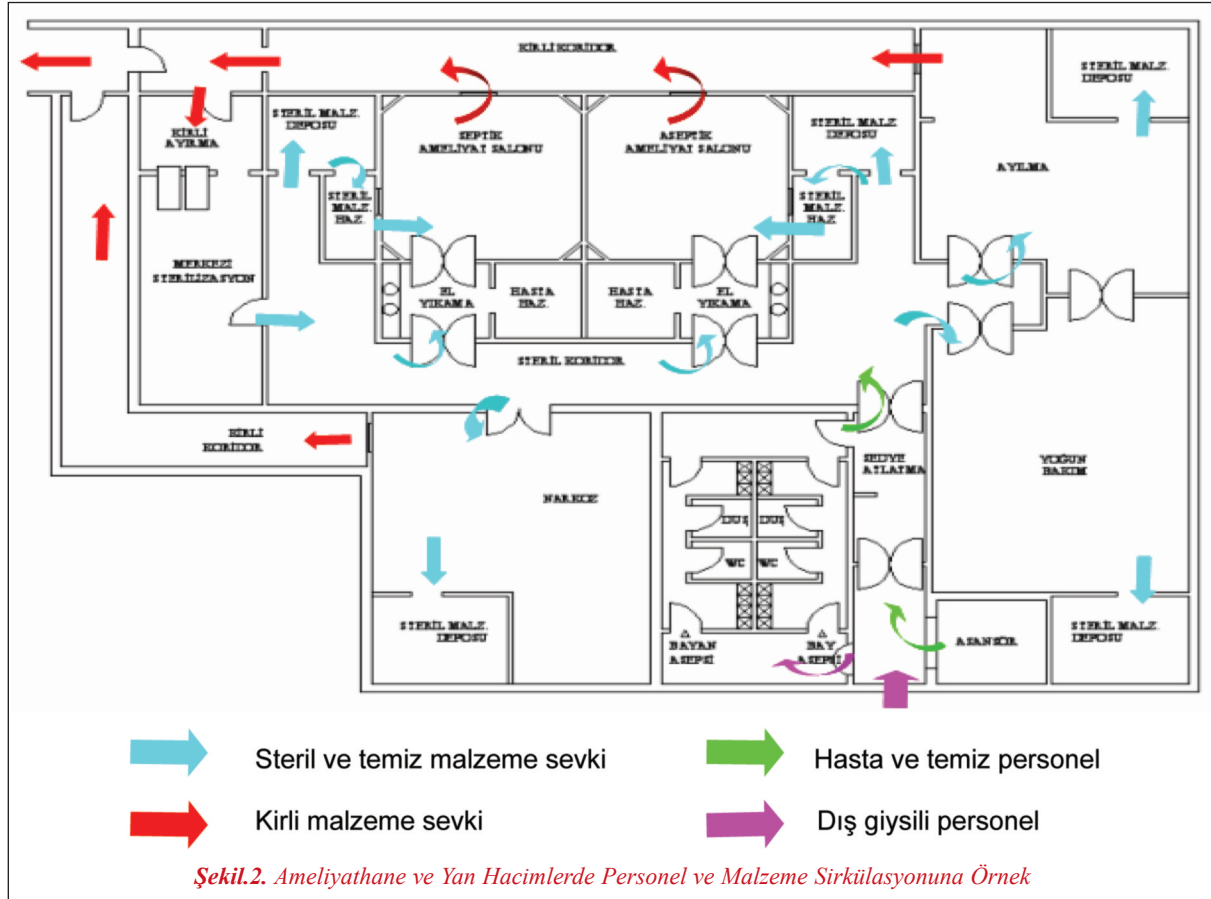 KİRLİ KORİDOR
STERİL MALZ.
DEPOSU
KİRLİ
AYIRMA
STERİL MALZ.
DEPOSU
SEPTİK
AMELİYAT SALONU
ASEPTİK
AMELİYAT SALONU
STERİL MALZ
DEPOSU
AYILMA
STERİL
MALZ.
HAZ.
STERİL
MALZ.
HAZ.
MERKEZİ
STERİLİZASYON
EL
YIKAMA
HASTA
HAZ.
HASTA
HAZ.
EL
YIKAMA
STERİL KORİDOR
KİRLİ
KORİDOR
NARKOZ
SEDYE
ATLATMA
YOĞUN
BAKIM
DUŞ
DUŞ
WC
WC
STERİL MALZ.
DEPOSU
BAYAN
ASEPSİ
BAY
ASEPSİ
ASANSÖR
STERİL MALZ.
DEPOSU
Steril ve temiz malzeme sevki
Hasta ve temiz personel
Kirli malzeme sevki
Dış giysili personel
Şekil.2. Ameliyathane ve Yan Hacimlerde Personel ve Malzeme Sirkülasyonuna Örnek